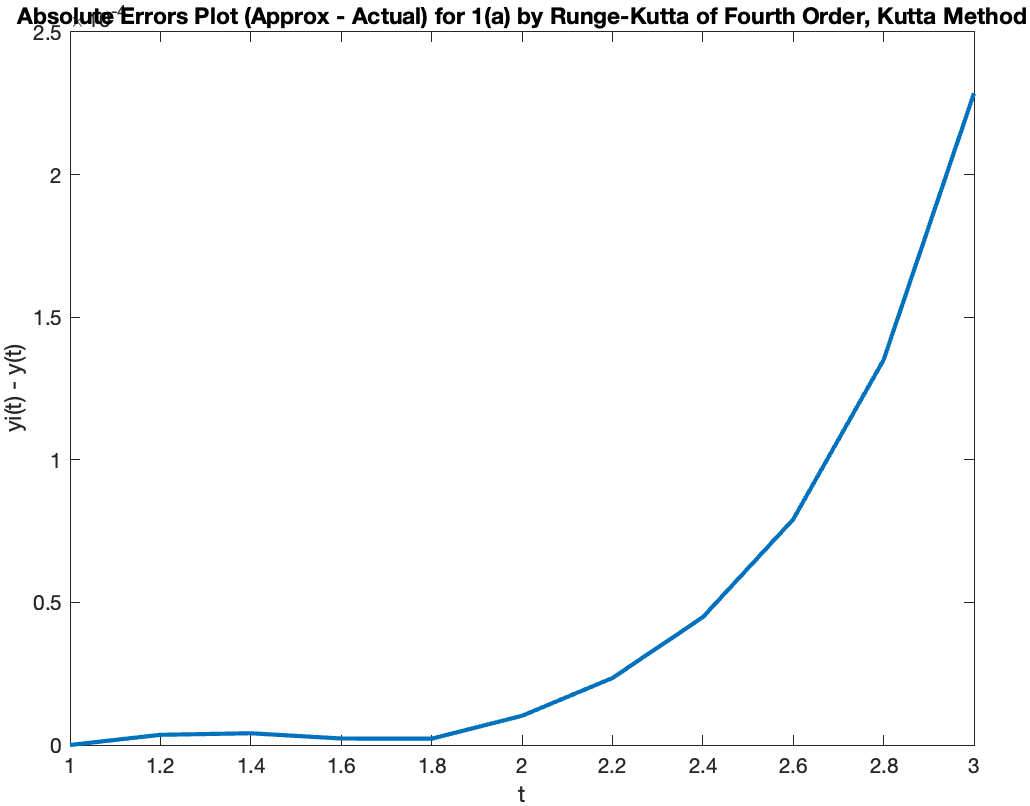 Absolute Errors Plot (Approx - Actual) for 1(a) by Runge-Kutta of Fourth Order, Kutta Method
× 10-4
2.5
2
1.5
1
0.5
0
yi(t) - y(t)
1 1.2 1.4 1.6 1.8 2 2.2 2.4 2.6 2.8 3
t